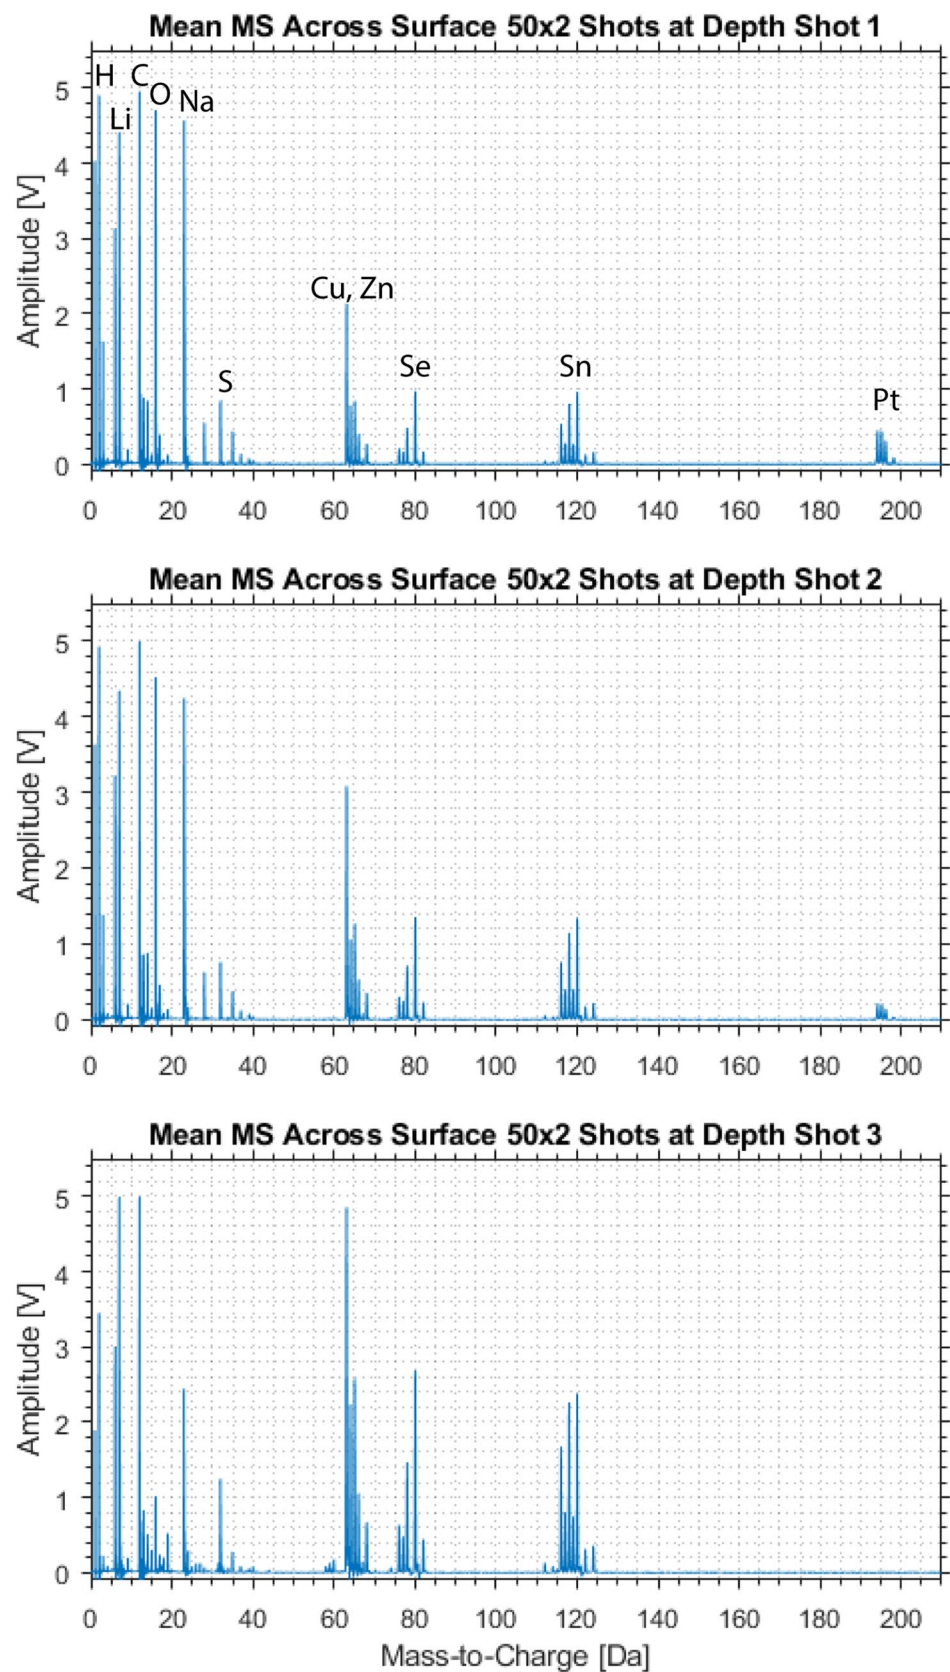 Mean MS Across Surface 50x2 Shots at Depth Shot 1
H C
O Na
Li
Cu, Zn
Se
Sn
S
Pt
Amplitude [V]
5
4
3
2
1
0
0 20 40 60 80 100 120 140 160 180 200
Mean MS Across Surface 50x2 Shots at Depth Shot 2
Amplitude [V]
5
4
3
2
1
0
0 20 40 60 80 100 120 140 160 180 200
Mean MS Across Surface 50x2 Shots at Depth Shot 3
Amplitude [V]
5
4
3
2
1
0
0 20 40 60 80 100 120 140 160 180 200
Mass-to-Charge [Da]